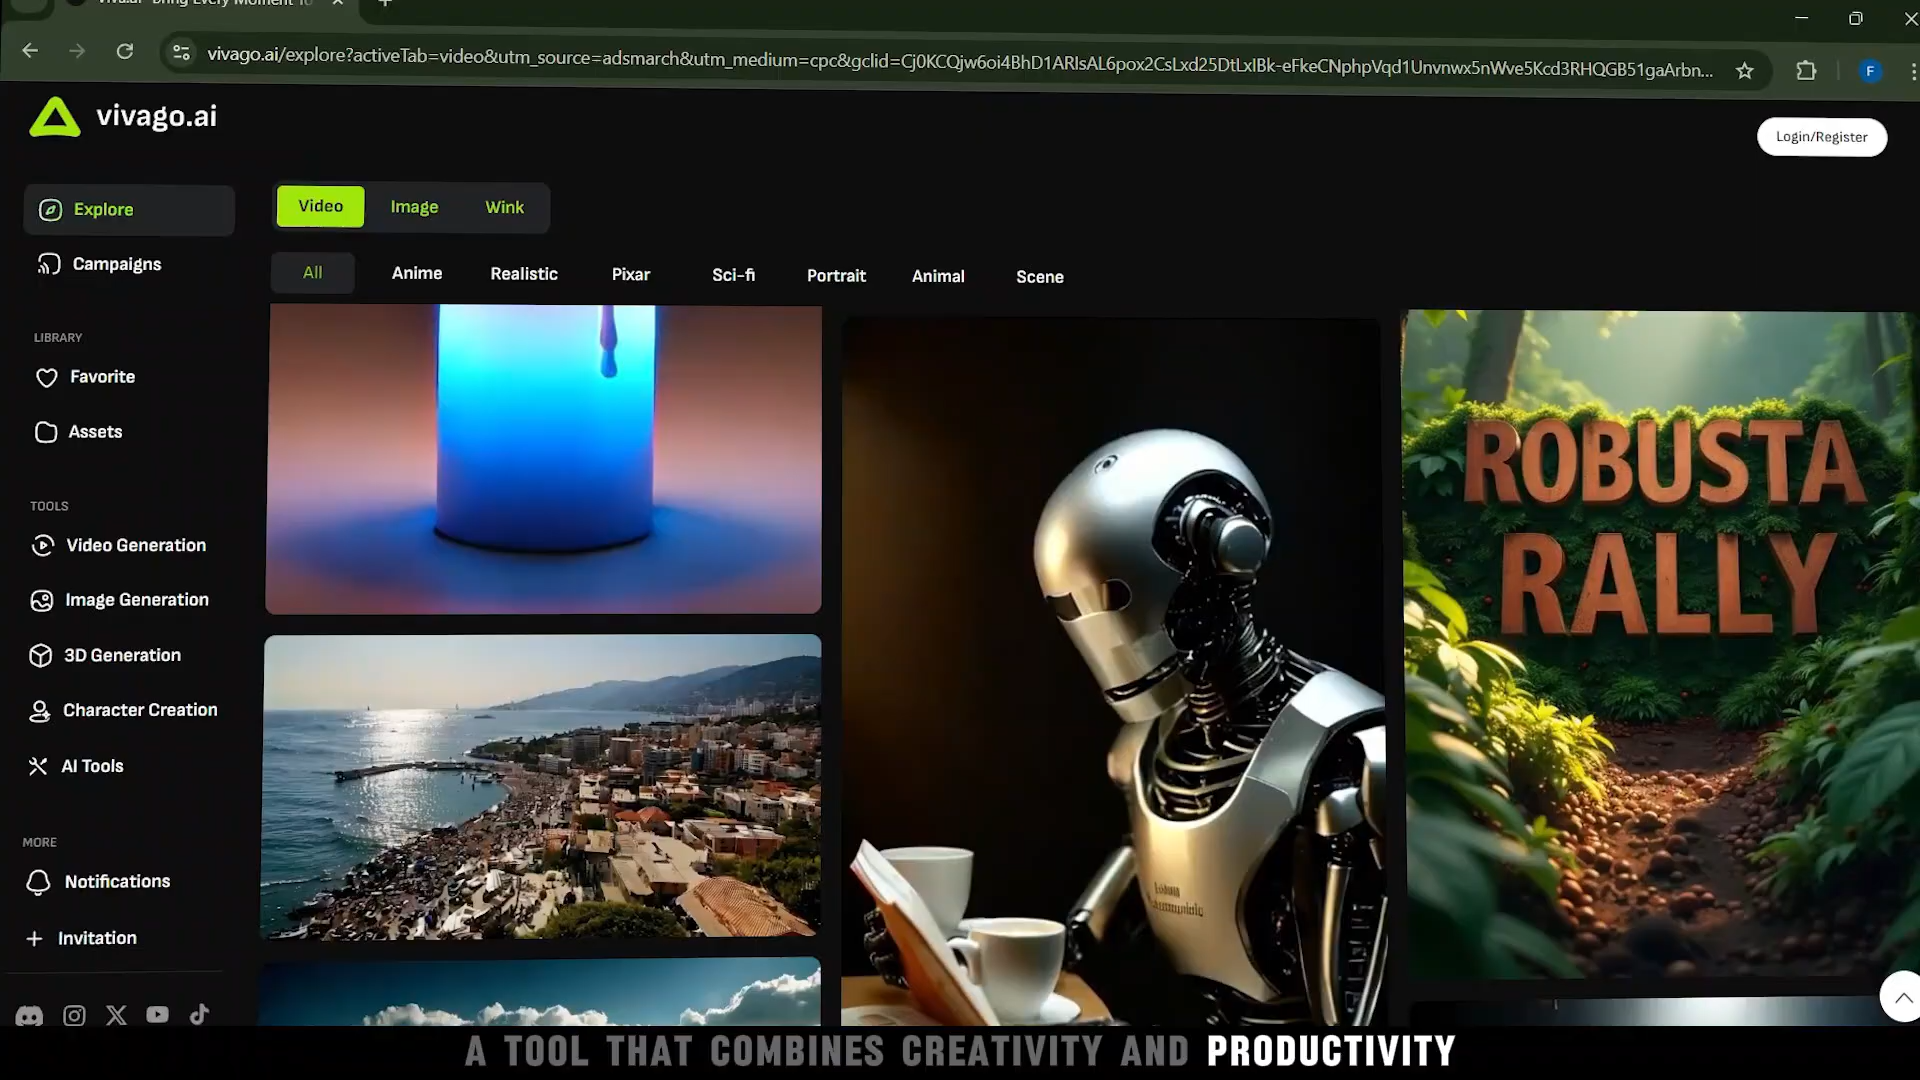 vivago.ai/explore?activeTab=video&utm_source=adsmarch&utm_medium=cpc&gclid=Cj0KCQjw6oi4BhD1ARIsAL6pox2CsLxd25DtLxIBk-eFkeCNphpVqd1Unvnwx5nWve5Kcd3RHQGB51gaArbn...
F
vivago.ai
Login/Register
Explore
Campaigns
LIBRARY
Favorite
Assets
TOOLS
Video Generation
Image Generation
3D Generation
Character Creation
AI Tools
MORE
Notifications
Invitation
Video Image Wink
All Anime Realistic Pixar Sci-fi Portrait Animal Scene
ROBUSTA
RALLY
A TOOL THAT COMBINES CREATIVITY AND PRODUCTIVITY